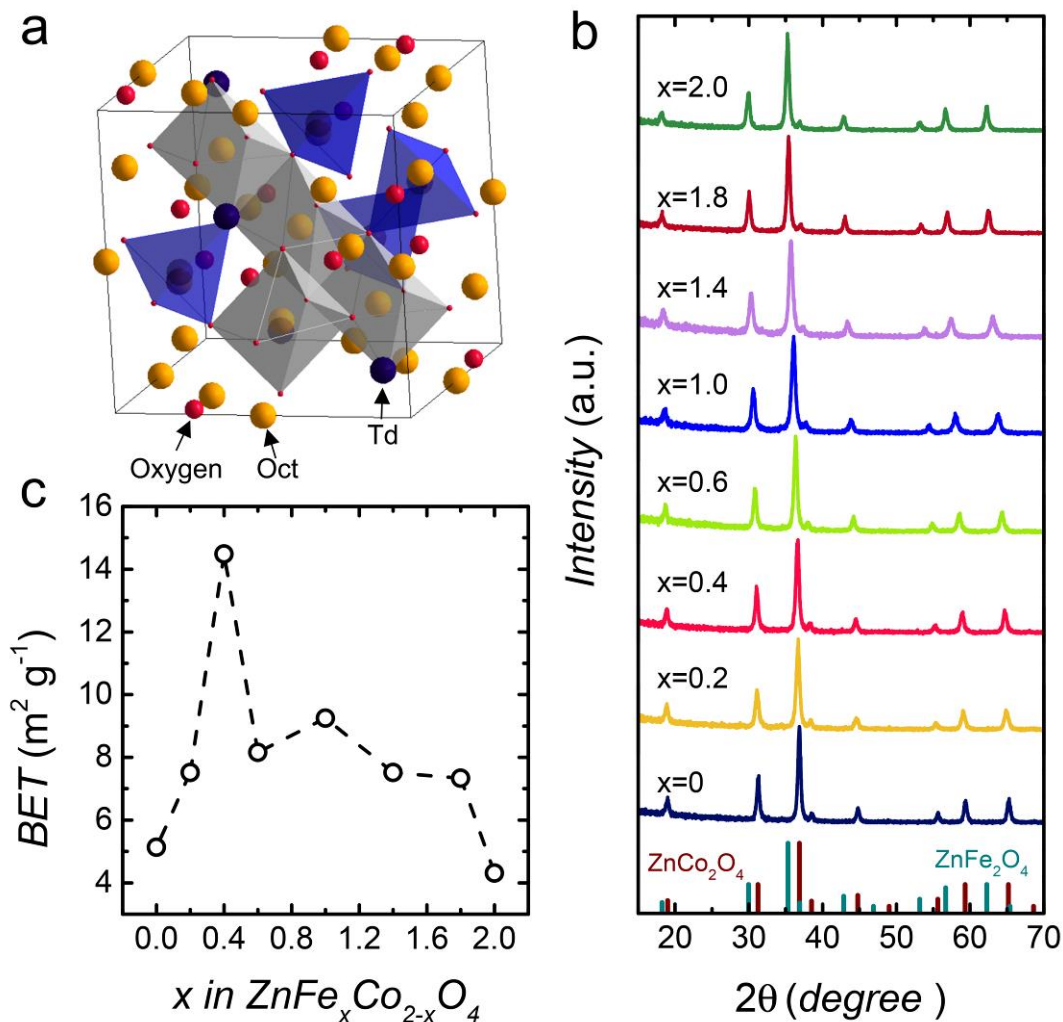 a
Oxygen
Oct
Td
b
x=2.0
x=1.8
x=1.4
x=1.0
x=0.6
x=0.4
x=0.2
x=0
ZnCo₂O₄
ZnFe₂O₄
Intensity (a.u.)
20 30 40 50 60 70
2θ (degree )
c
16
14
12
10
8
6
4
BET (m² g⁻¹)
0.0 0.4 0.8 1.2 1.6 2.0
x in ZnFeₓCo₂₋ₓO₄